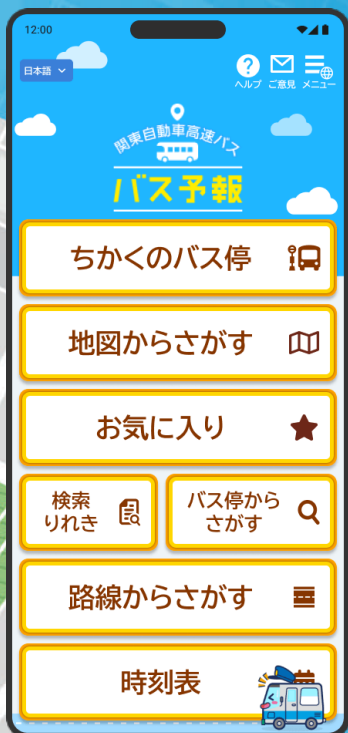 12:00
日本語
ヘルプ ご意見 メニュー
関東自動車高速バス
バス予報
ちかくのバス停
地図からさがす
お気に入り
検索
りれき
バス停から
さがす
路線からさがす
時刻表